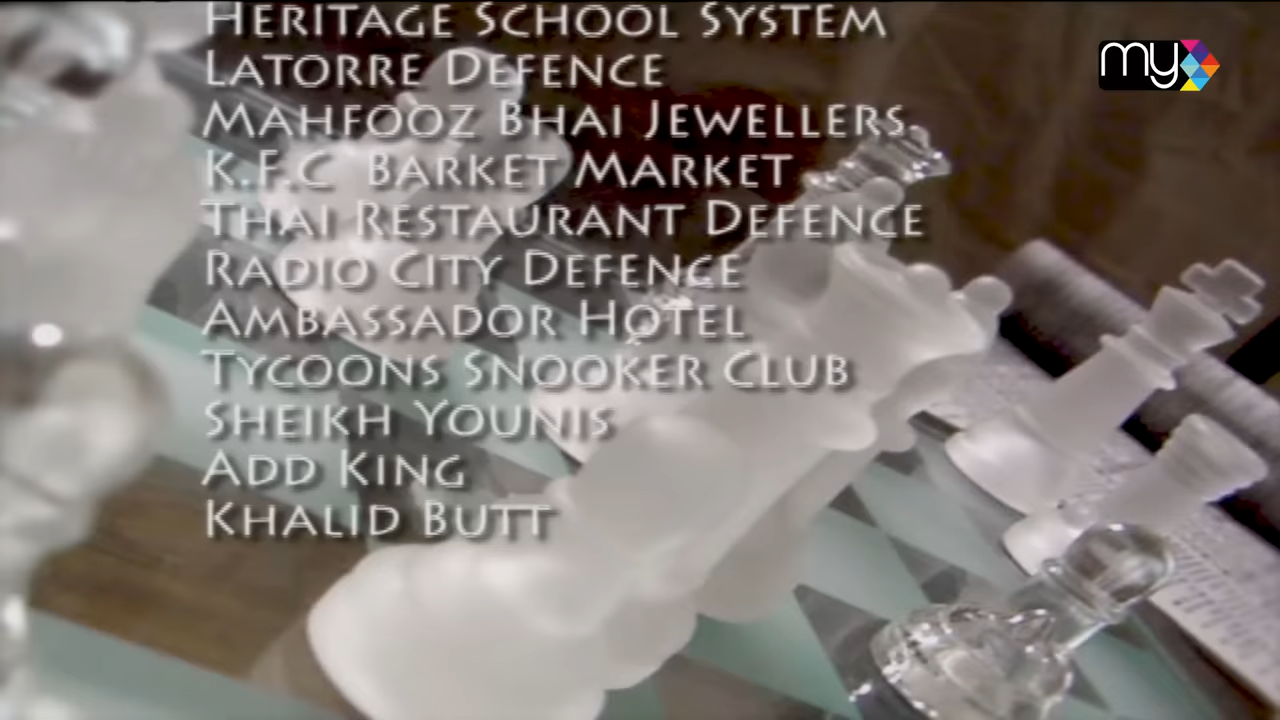 HERITAGE SCHOOL SYSTEM
LATORRE DEFENCE
MAHFOOZ BHAI JEWELLERS.
K.F.C BARKET MARKET
THAI RESTAURANT DEFENCE
RADIO CITY DEFENCE
AMBASSADOR HOTEL
TYCOONS SNOOKER CLUB
SHEIKH YOUNIS
ADD KING
KHALID BUTT
my